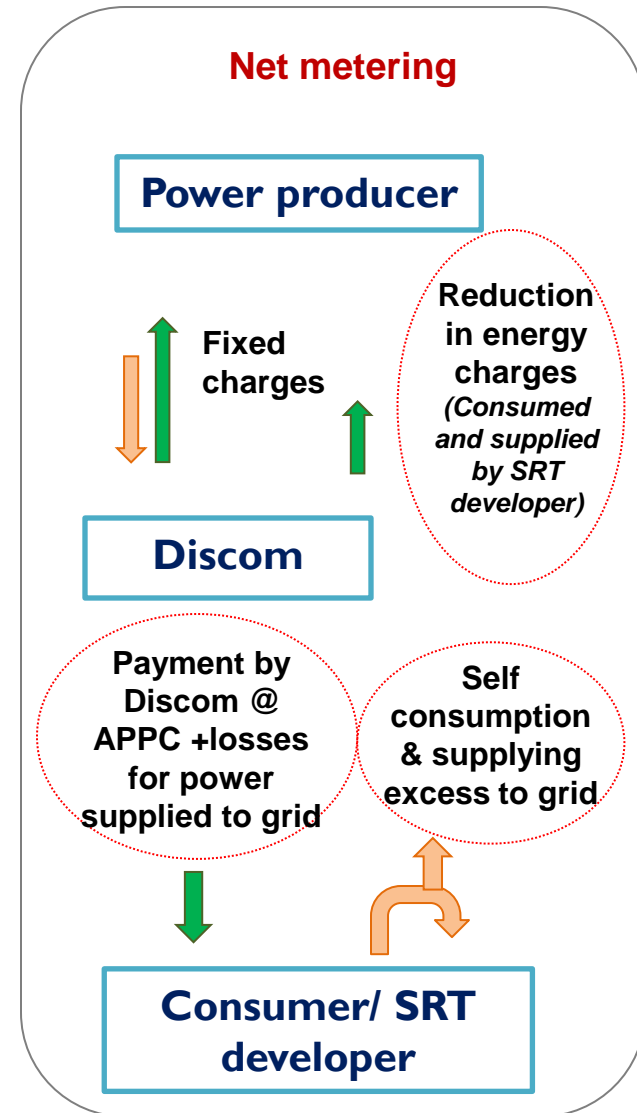 Net metering
Power producer
Fixed
charges
Reduction
in energy
charges
(Consumed
and supplied
by SRT
developer)
Discom
Payment by
Discom @
APPC +losses
for power
supplied to grid
Self
consumption
& supplying
excess to grid
Consumer/ SRT
developer